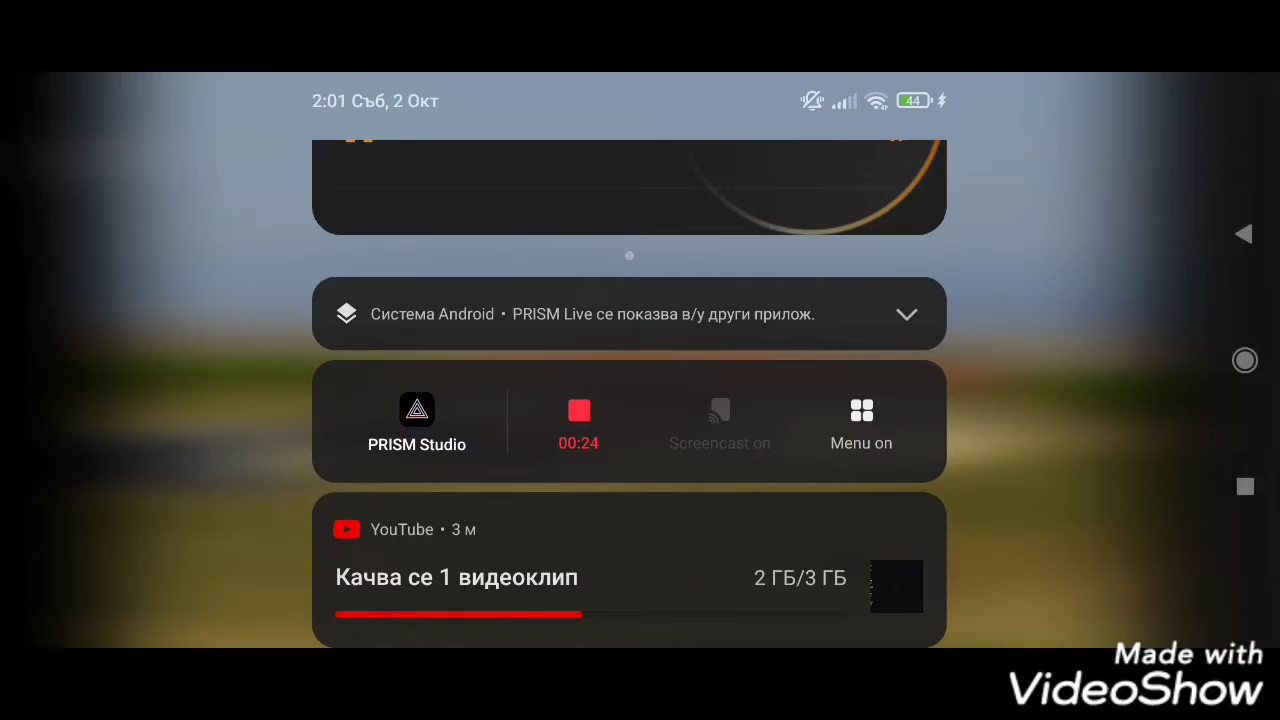 2:01 Съб, 2 Окт
44
Система Android • PRISM Live се показва в/у други прилож.
PRISM Studio
00:24
Screencast on
Menu on
YouTube • 3 м
Качва се 1 видеоклип
2 ГБ/3 ГБ
Made with
VideoShow